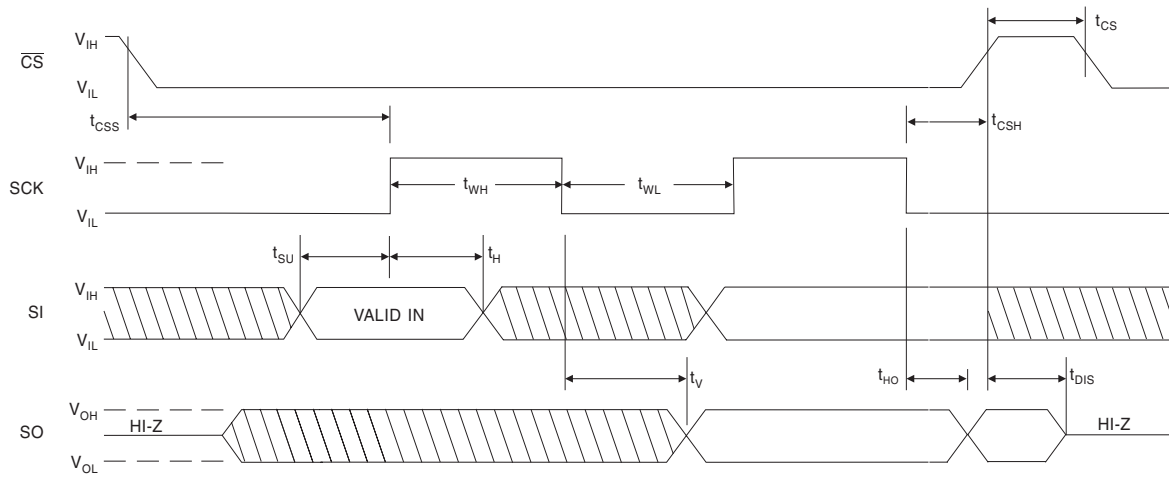 V_IH
t_CS
C̅S̅
V_IL
t_CSS
t_CSH
V_IH
t_WH
t_WL
SCK
V_IL
t_SU
t_H
V_IH
SI
VALID IN
V_IL
t_V
t_HO
t_DIS
V_OH
HI-Z
HI-Z
SO
V_OL